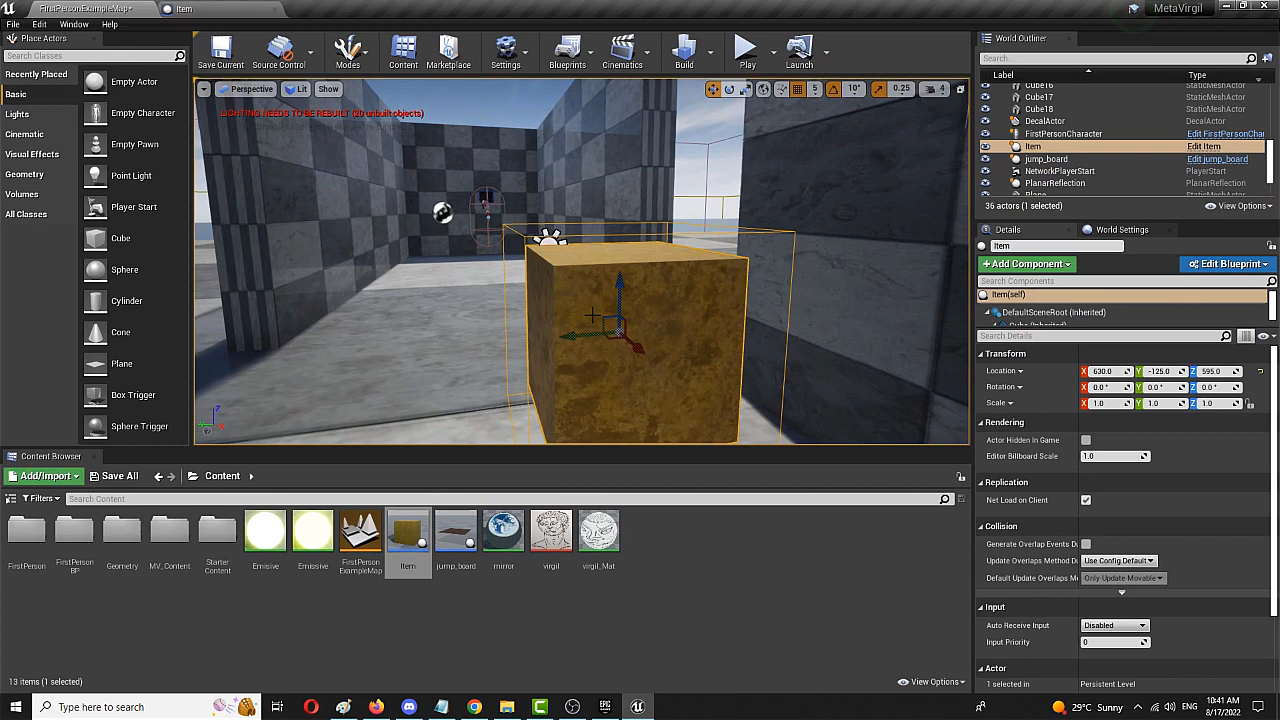 FirstPersonExampleMap*
Item
MetaVirgil
File Edit Window Help
Place Actors
Search Classes
Recently Placed
Basic
Lights
Cinematic
Visual Effects
Geometry
Volumes
All Classes
Empty Actor
Empty Character
Empty Pawn
Point Light
Player Start
Cube
Sphere
Cylinder
Cone
Plane
Box Trigger
Sphere Trigger
Save Current
Source Control
Modes
Content
Marketplace
Settings
Blueprints
Cinematics
Build
Play
Launch
Perspective
Lit
Show
5
10°
0.25
4
LIGHTING NEEDS TO BE REBUILT (20 unbuilt objects)
World Outliner
Search...
Label Type
Cube16 StaticMeshActor
Cube17 StaticMeshActor
Cube18 StaticMeshActor
DecalActor DecalActor
FirstPersonCharacter Edit FirstPersonChar
Item Edit Item
jump_board Edit jump_board
NetworkPlayerStart PlayerStart
PlanarReflection PlanarReflection
36 actors (1 selected) View Options
Details World Settings
Item
+Add Component Edit Blueprint
Search Components
Item(self)
DefaultSceneRoot (Inherited)
Search Details
Transform
Location X 630.0 Y -125.0 Z 595.0
Rotation X 0.0° Y 0.0° Z 0.0°
Scale X 1.0 Y 1.0 Z 1.0
Rendering
Actor Hidden In Game
Editor Billboard Scale 1.0
Replication
Net Load on Client
Collision
Generate Overlap Events Du
Update Overlaps Method Du Use Config Default
Default Update Overlaps Me Only Update Movable
Input
Auto Receive Input Disabled
Input Priority 0
Actor
1 selected in Persistent Level
Content Browser
Add/Import Save All Content
Filters Search Content
FirstPerson
FirstPerson BP
Geometry
MV_Content
Starter Content
Emisive
Emissive
FirstPerson ExampleMap
Item
jump_board
mirror
virgil
virgil_Mat
13 items (1 selected) View Options
Type here to search
29°C Sunny
10:41 AM
8/17/2022